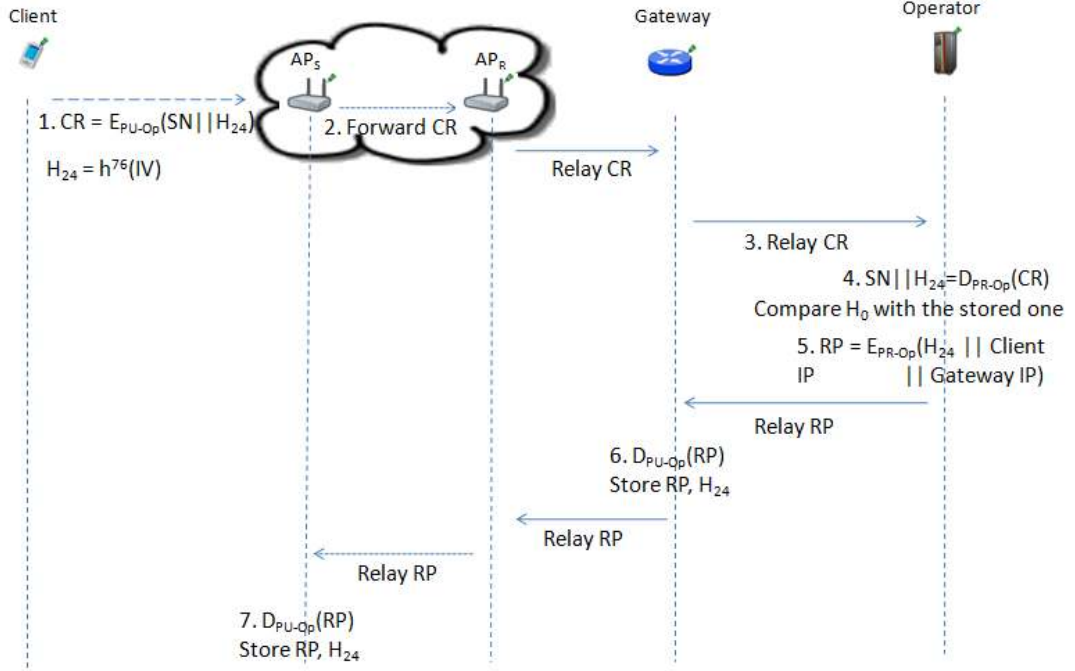 Client
Gateway
Operator
APS
APR
1. CR = EPU-Op(SN||H24)
2. Forward CR
H24 = h76(IV)
Relay CR
3. Relay CR
4. SN||H24=DPR-Op(CR)
Compare H0 with the stored one
5. RP = EPR-Op(H24 || Client
IP || Gateway IP)
Relay RP
6. DPU-Op(RP)
Store RP, H24
Relay RP
Relay RP
7. DPU-Op(RP)
Store RP, H24